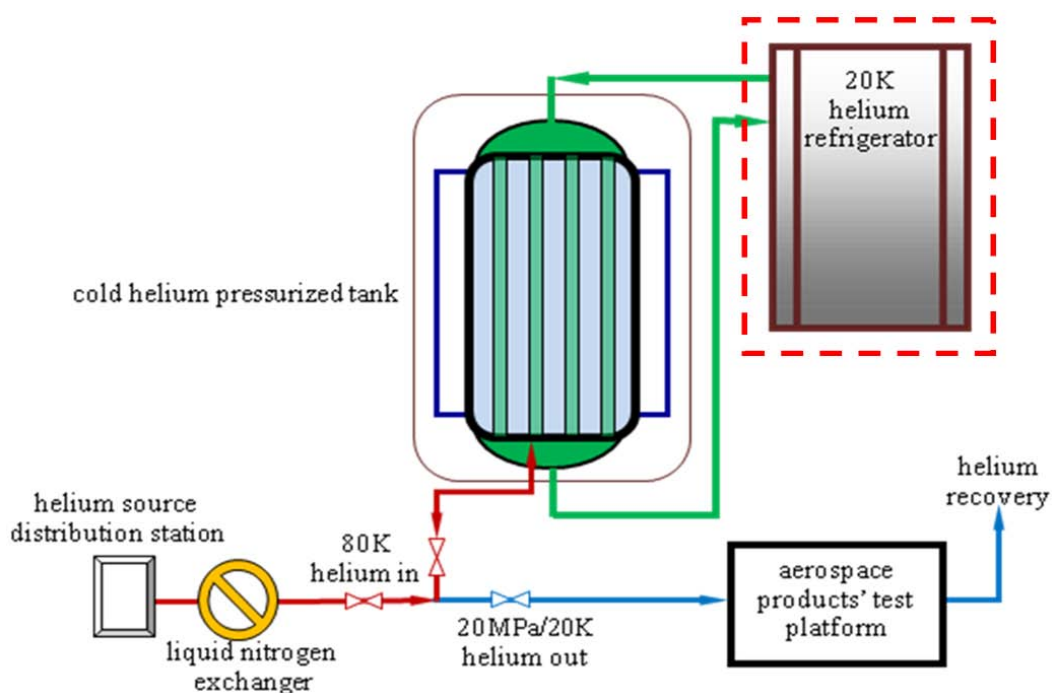 20K
helium
refrigerator
cold helium pressurized tank
helium
recovery
helium source
distribution station
80K
helium in
aerospace
products' test
platform
20MPa/20K
helium out
liquid nitrogen
exchanger